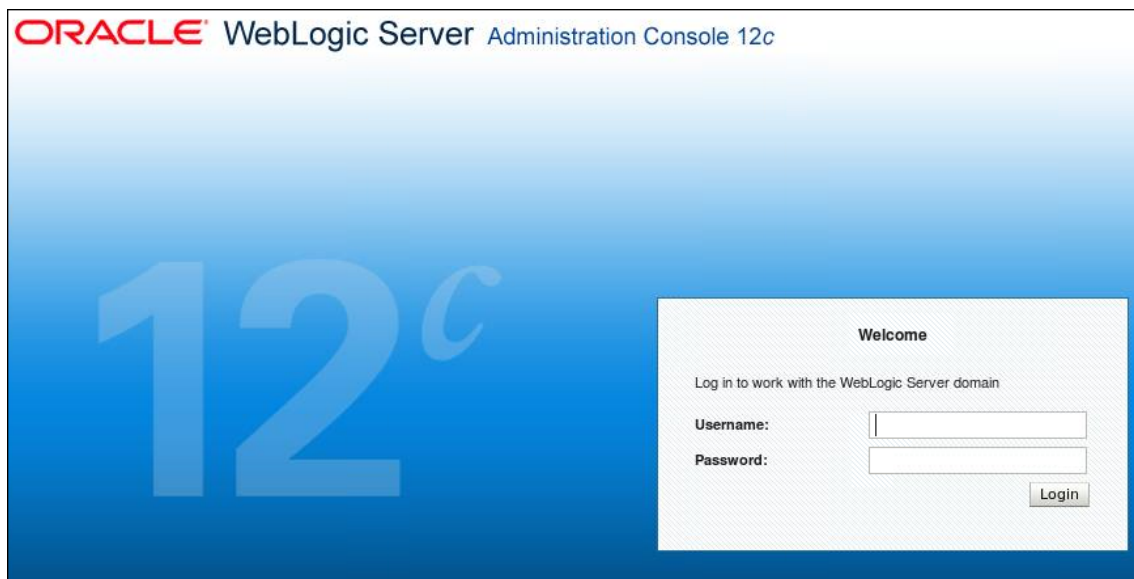 ORACLE WebLogic Server Administration Console 12c
12c
Welcome
Log in to work with the WebLogic Server domain
Username:
Password:
Login